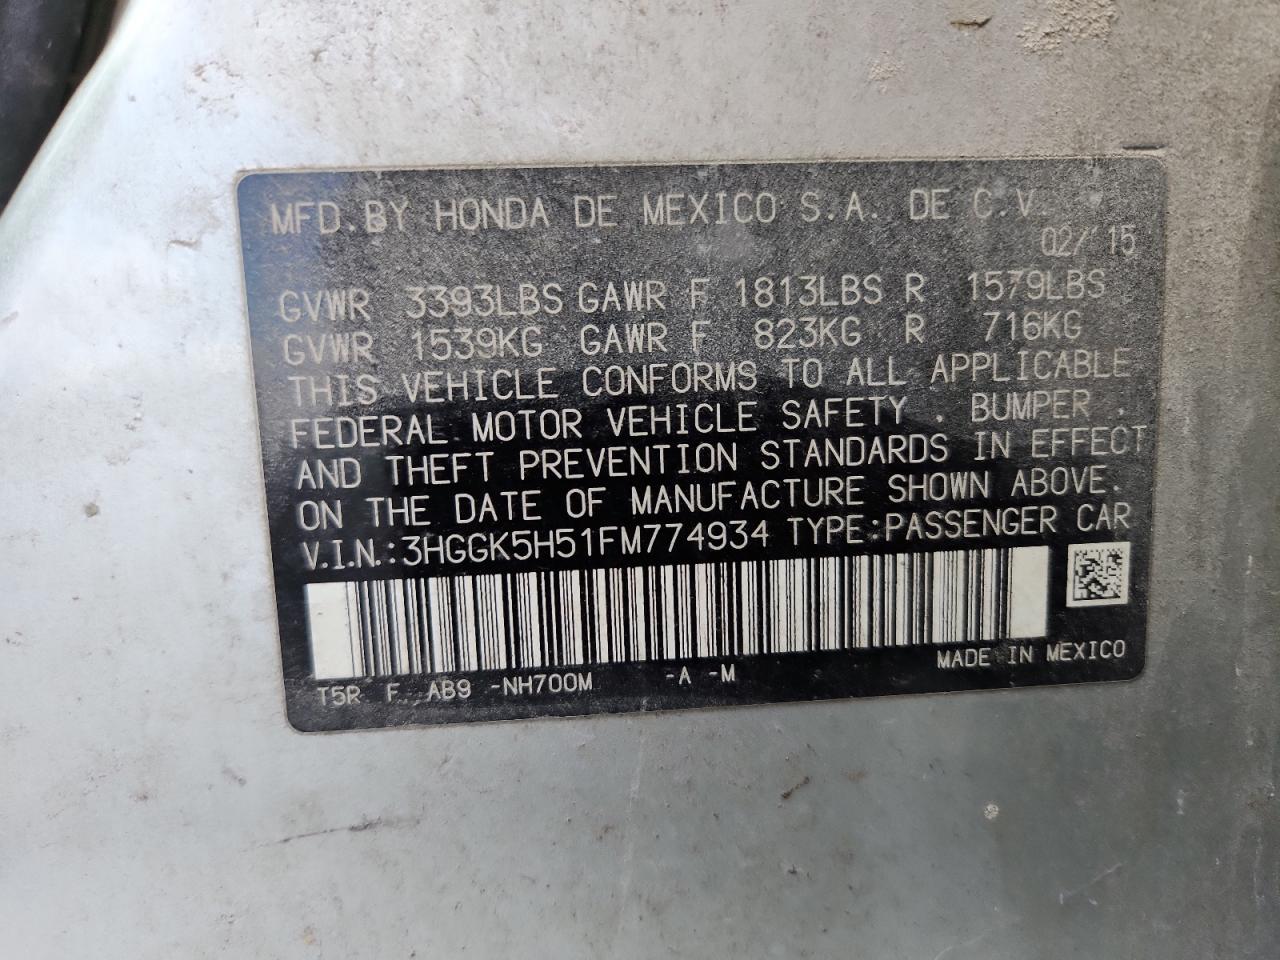 MFD.BY HONDA DE MEXICO S.A. DE C.V.
02/ 15
GVWR 3393LBS GAWR F 1813LBS R 1579LBS
GVWR 1539KG GAWR F 823KG R 716KG
THIS VEHICLE CONFORMS TO ALL APPLICABLE
FEDERAL MOTOR VEHICLE SAFETY , BUMPER ,
AND THEFT PREVENTION STANDARDS IN EFFECT
ON THE DATE OF MANUFACTURE SHOWN ABOVE.
V.I.N.:3HGGK5H51FM774934 TYPE:PASSENGER CAR
MADE IN MEXICO
T5R F AB9 -NH700M -A -M